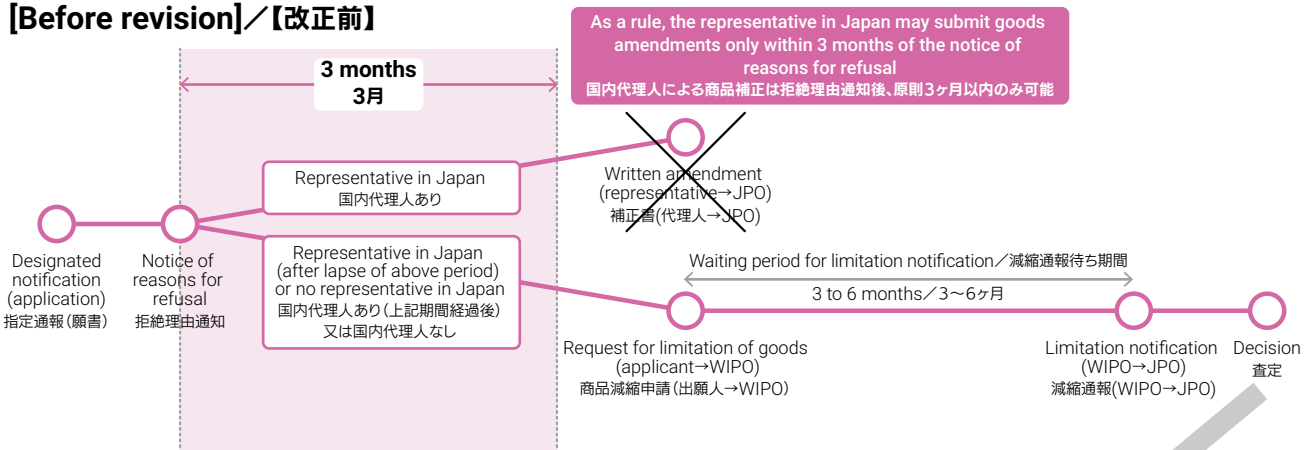 [Before revision]／【改正前】
As a rule, the representative in Japan may submit goods
amendments only within 3 months of the notice of
reasons for refusal
国内代理人による商品補正は拒絶理由通知後、原則3ヶ月以内のみ可能
3 months
3月
Representative in Japan
国内代理人あり
Written amendment
(representative→JPO)
補正書(代理人→JPO)
Designated
notification
(application)
指定通報（願書）
Notice of
reasons for
refusal
拒絶理由通知
Representative in Japan
(after lapse of above period)
or no representative in Japan
国内代理人あり（上記期間経過後）
又は国内代理人なし
Waiting period for limitation notification／減縮通報待ち期間
3 to 6 months／3〜6ヶ月
Request for limitation of goods
(applicant→WIPO)
商品減縮申請（出願人→WIPO）
Limitation notification
(WIPO→JPO)
減縮通報(WIPO→JPO)
Decision
査定